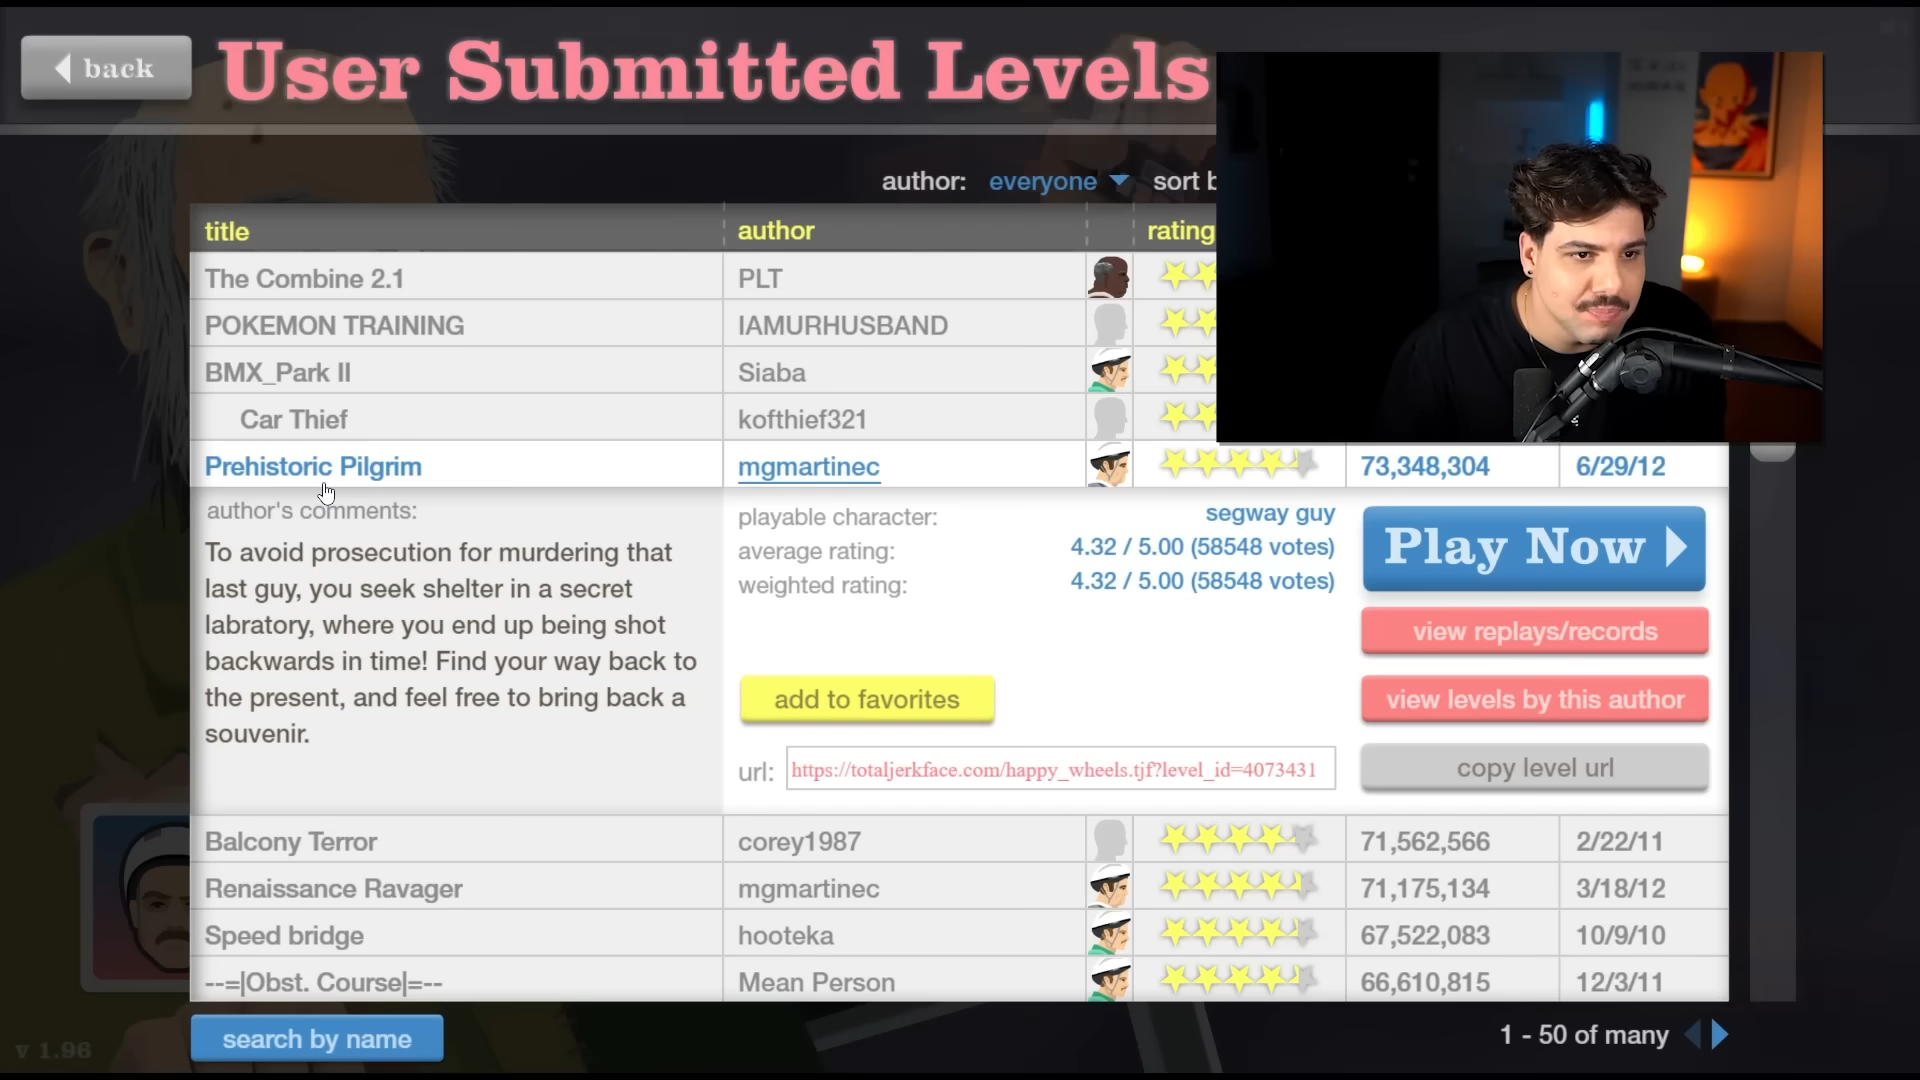 back
User Submitted Levels
author: everyone
sort b
title author rating
The Combine 2.1 PLT
POKEMON TRAINING IAMURHUSBAND
BMX_Park II Siaba
Car Thief kofthief321
Prehistoric Pilgrim mgmartinec 73,348,304 6/29/12
author's comments:
To avoid prosecution for murdering that
last guy, you seek shelter in a secret
labratory, where you end up being shot
backwards in time! Find your way back to
the present, and feel free to bring back a
souvenir.
playable character: segway guy
average rating: 4.32 / 5.00 (58548 votes)
weighted rating: 4.32 / 5.00 (58548 votes)
add to favorites
url: https://totaljerkface.com/happy_wheels.tjf?level_id=4073431
Play Now
view replays/records
view levels by this author
copy level url
Balcony Terror corey1987 71,562,566 2/22/11
Renaissance Ravager mgmartinec 71,175,134 3/18/12
Speed bridge hooteka 67,522,083 10/9/10
--=|Obst. Course|=-- Mean Person 66,610,815 12/3/11
search by name
1 - 50 of many
v 1.96